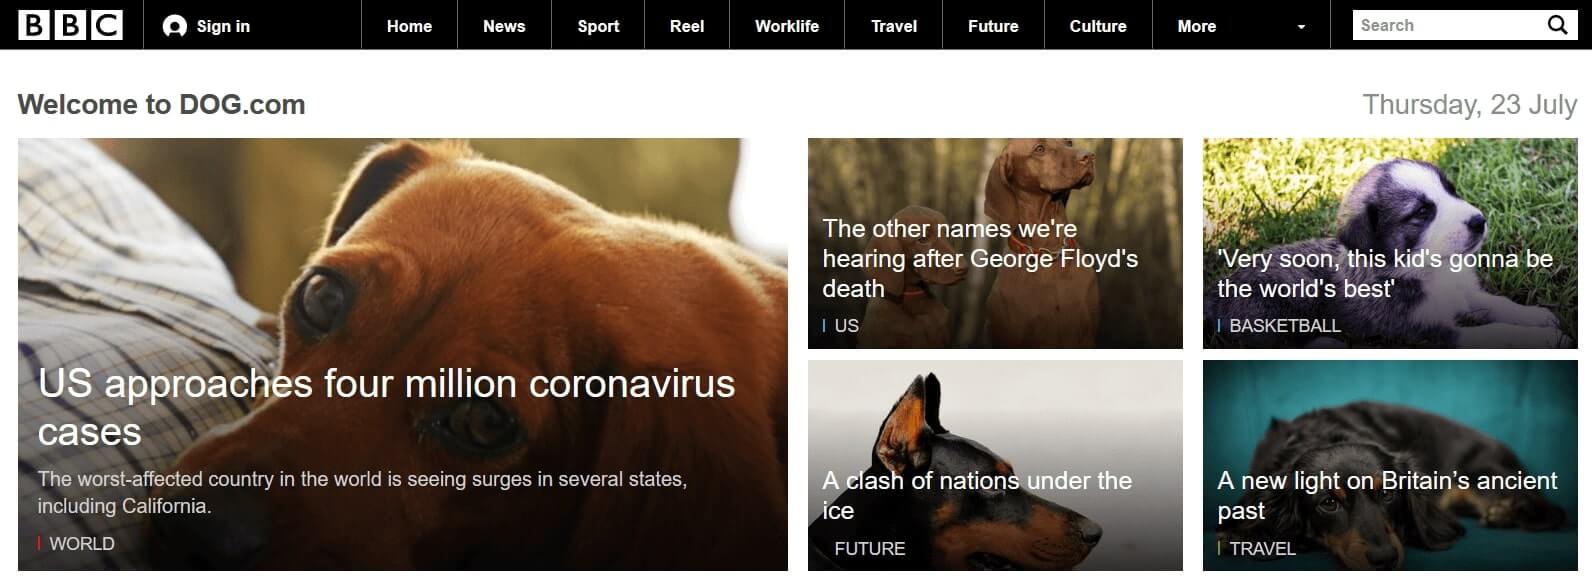 BBC
Sign in
Home
News
Sport
Reel
Worklife
Travel
Future
Culture
More
Search
Welcome to DOG.com
Thursday, 23 July
US approaches four million coronavirus
cases
The worst-affected country in the world is seeing surges in several states,
including California.
WORLD
The other names we're
hearing after George Floyd's
death
US
'Very soon, this kid's gonna be
the world's best'
BASKETBALL
A clash of nations under the
ice
FUTURE
A new light on Britain’s ancient
past
TRAVEL